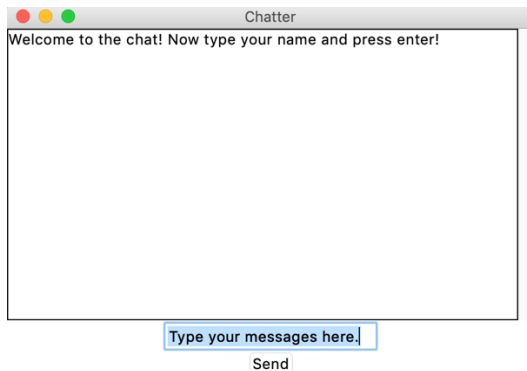 Chatter
Welcome to the chat! Now type your name and press enter!
Type your messages here.
Send